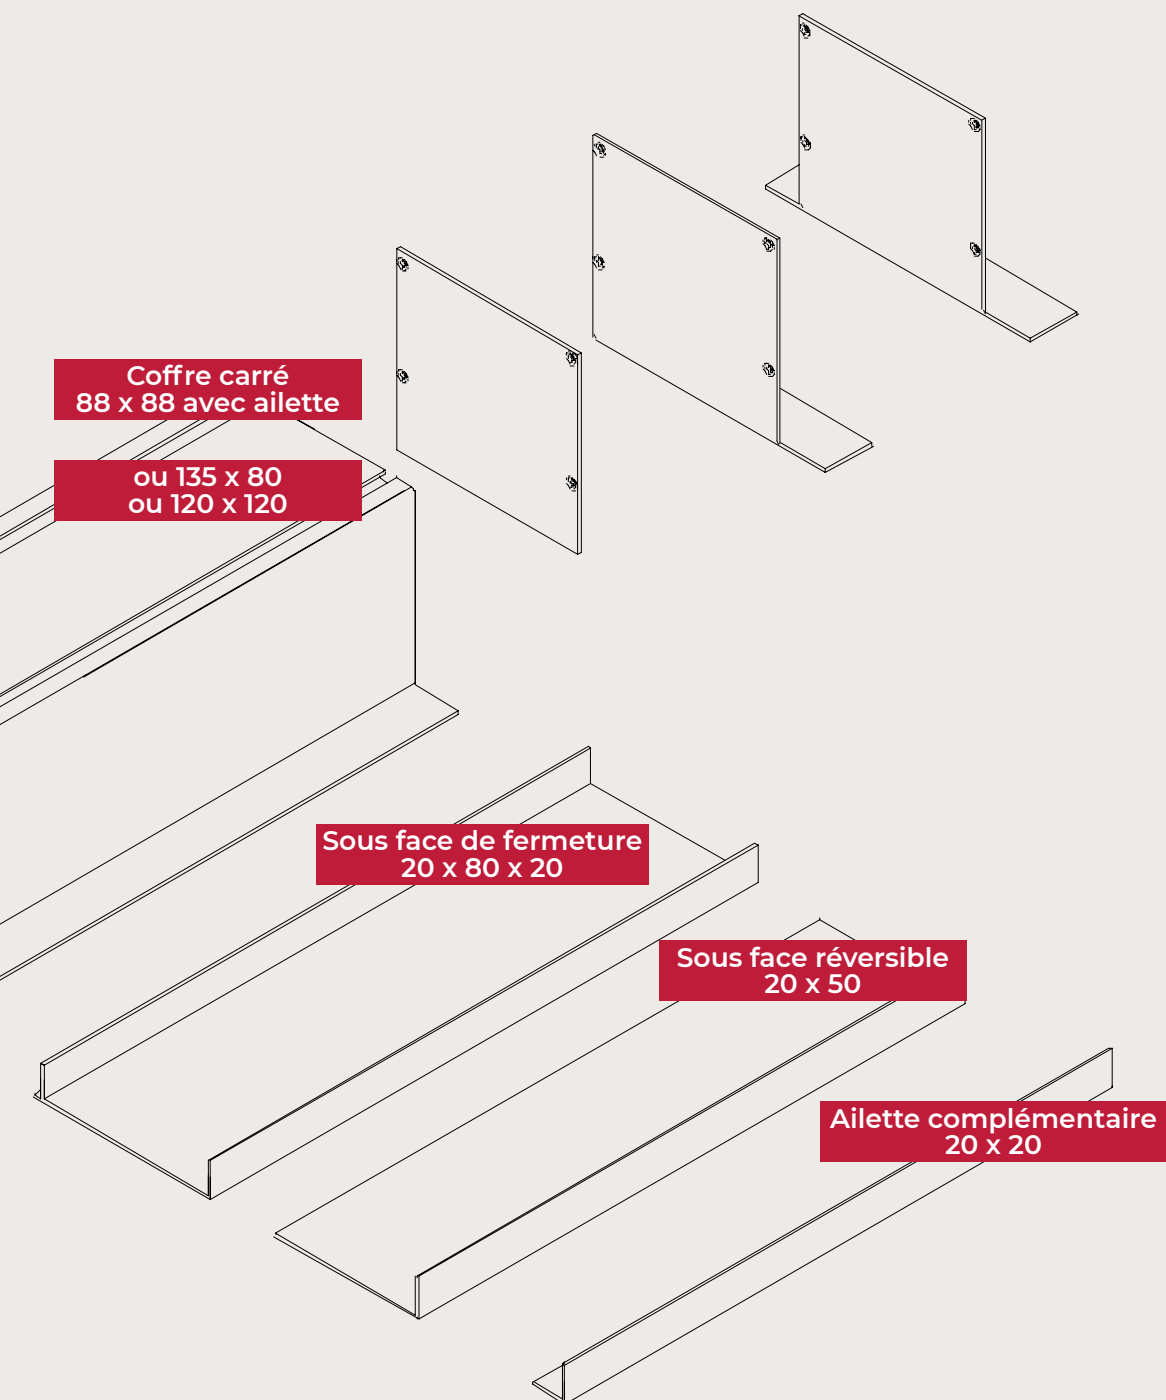 Coffre carré
88 x 88 avec ailette
ou 135 x 80
ou 120 x 120
Sous face de fermeture
20 x 80 x 20
Sous face réversible
20 x 50
Ailette complémentaire
20 x 20